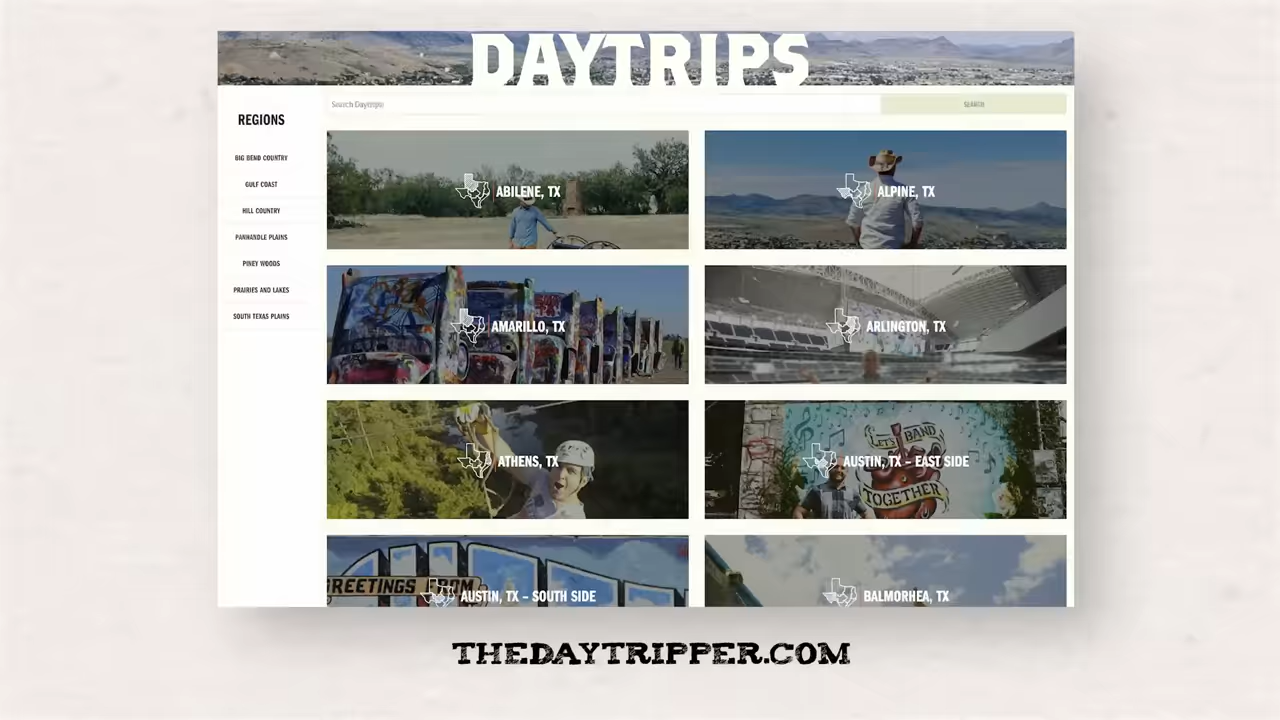 DAYTRIPS
Search Daytrips
SEARCH
REGIONS
BIG BEND COUNTRY
GULF COAST
HILL COUNTRY
PANHANDLE PLAINS
PINEY WOODS
PRAIRIES AND LAKES
SOUTH TEXAS PLAINS
ABILENE, TX
ALPINE, TX
AMARILLO, TX
ARLINGTON, TX
ATHENS, TX
LET'S BAND
AUSTIN, TX – EAST SIDE
TOGETHER
GREETINGS FROM
AUSTIN, TX – SOUTH SIDE
BALMORHEA, TX
THEDAYTRIPPER.COM